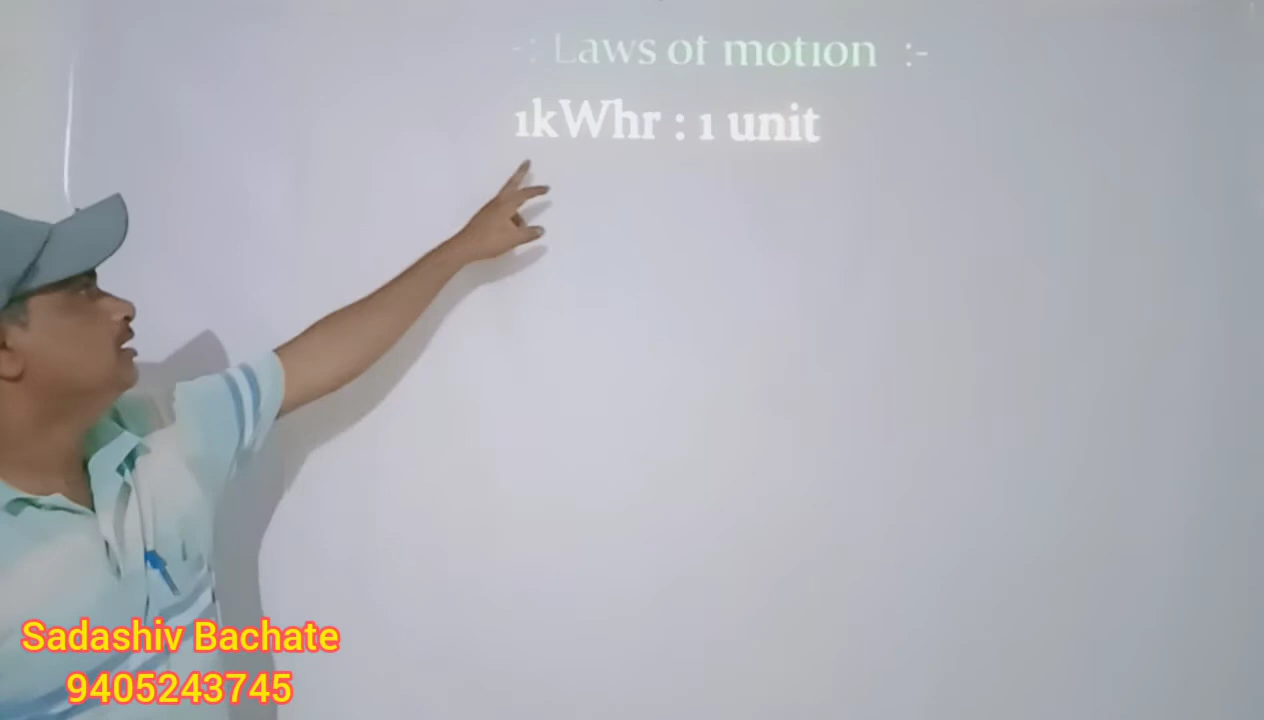 -: Laws of motion :-
1kWhr : 1 unit
Sadashiv Bachate
9405243745